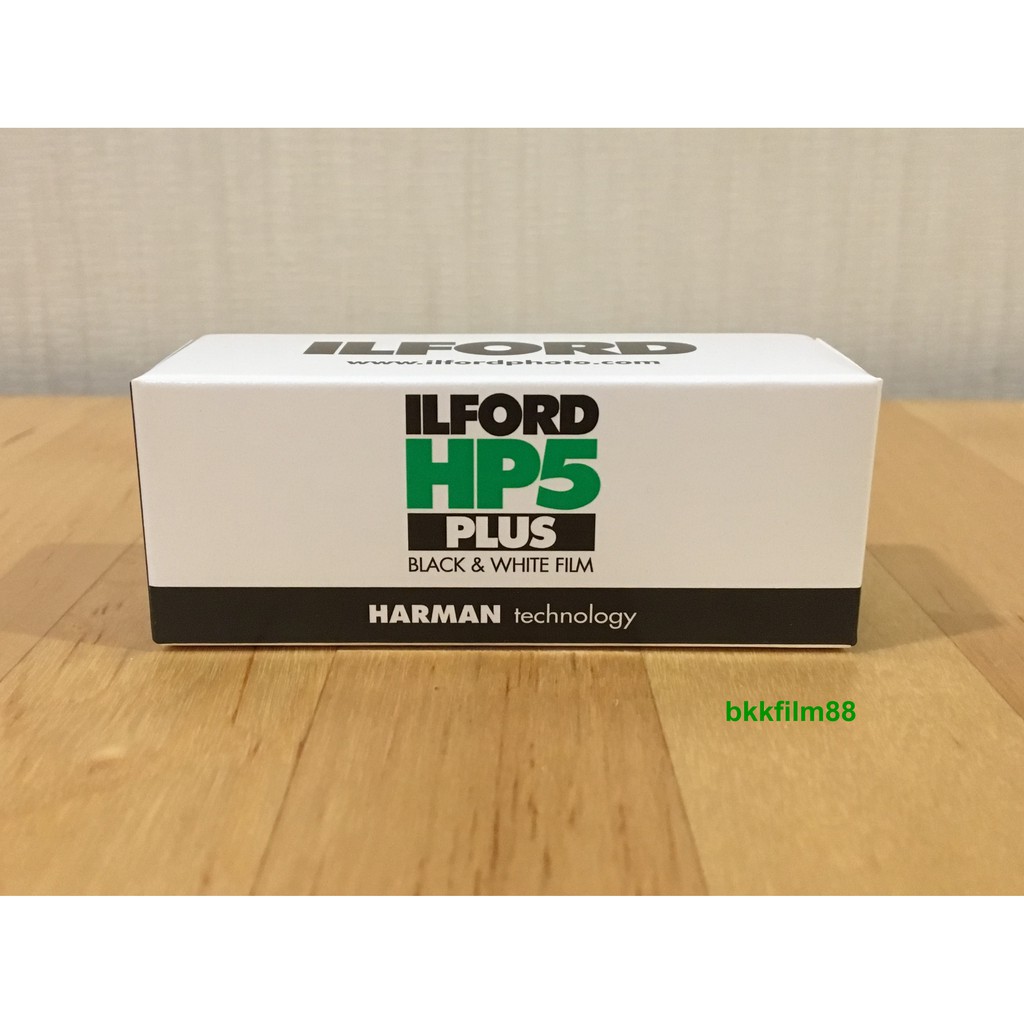 ILFORD
www.ilfordphoto.com
ILFORD
HP5
PLUS
BLACK & WHITE FILM
HARMAN technology
bkkfilm88